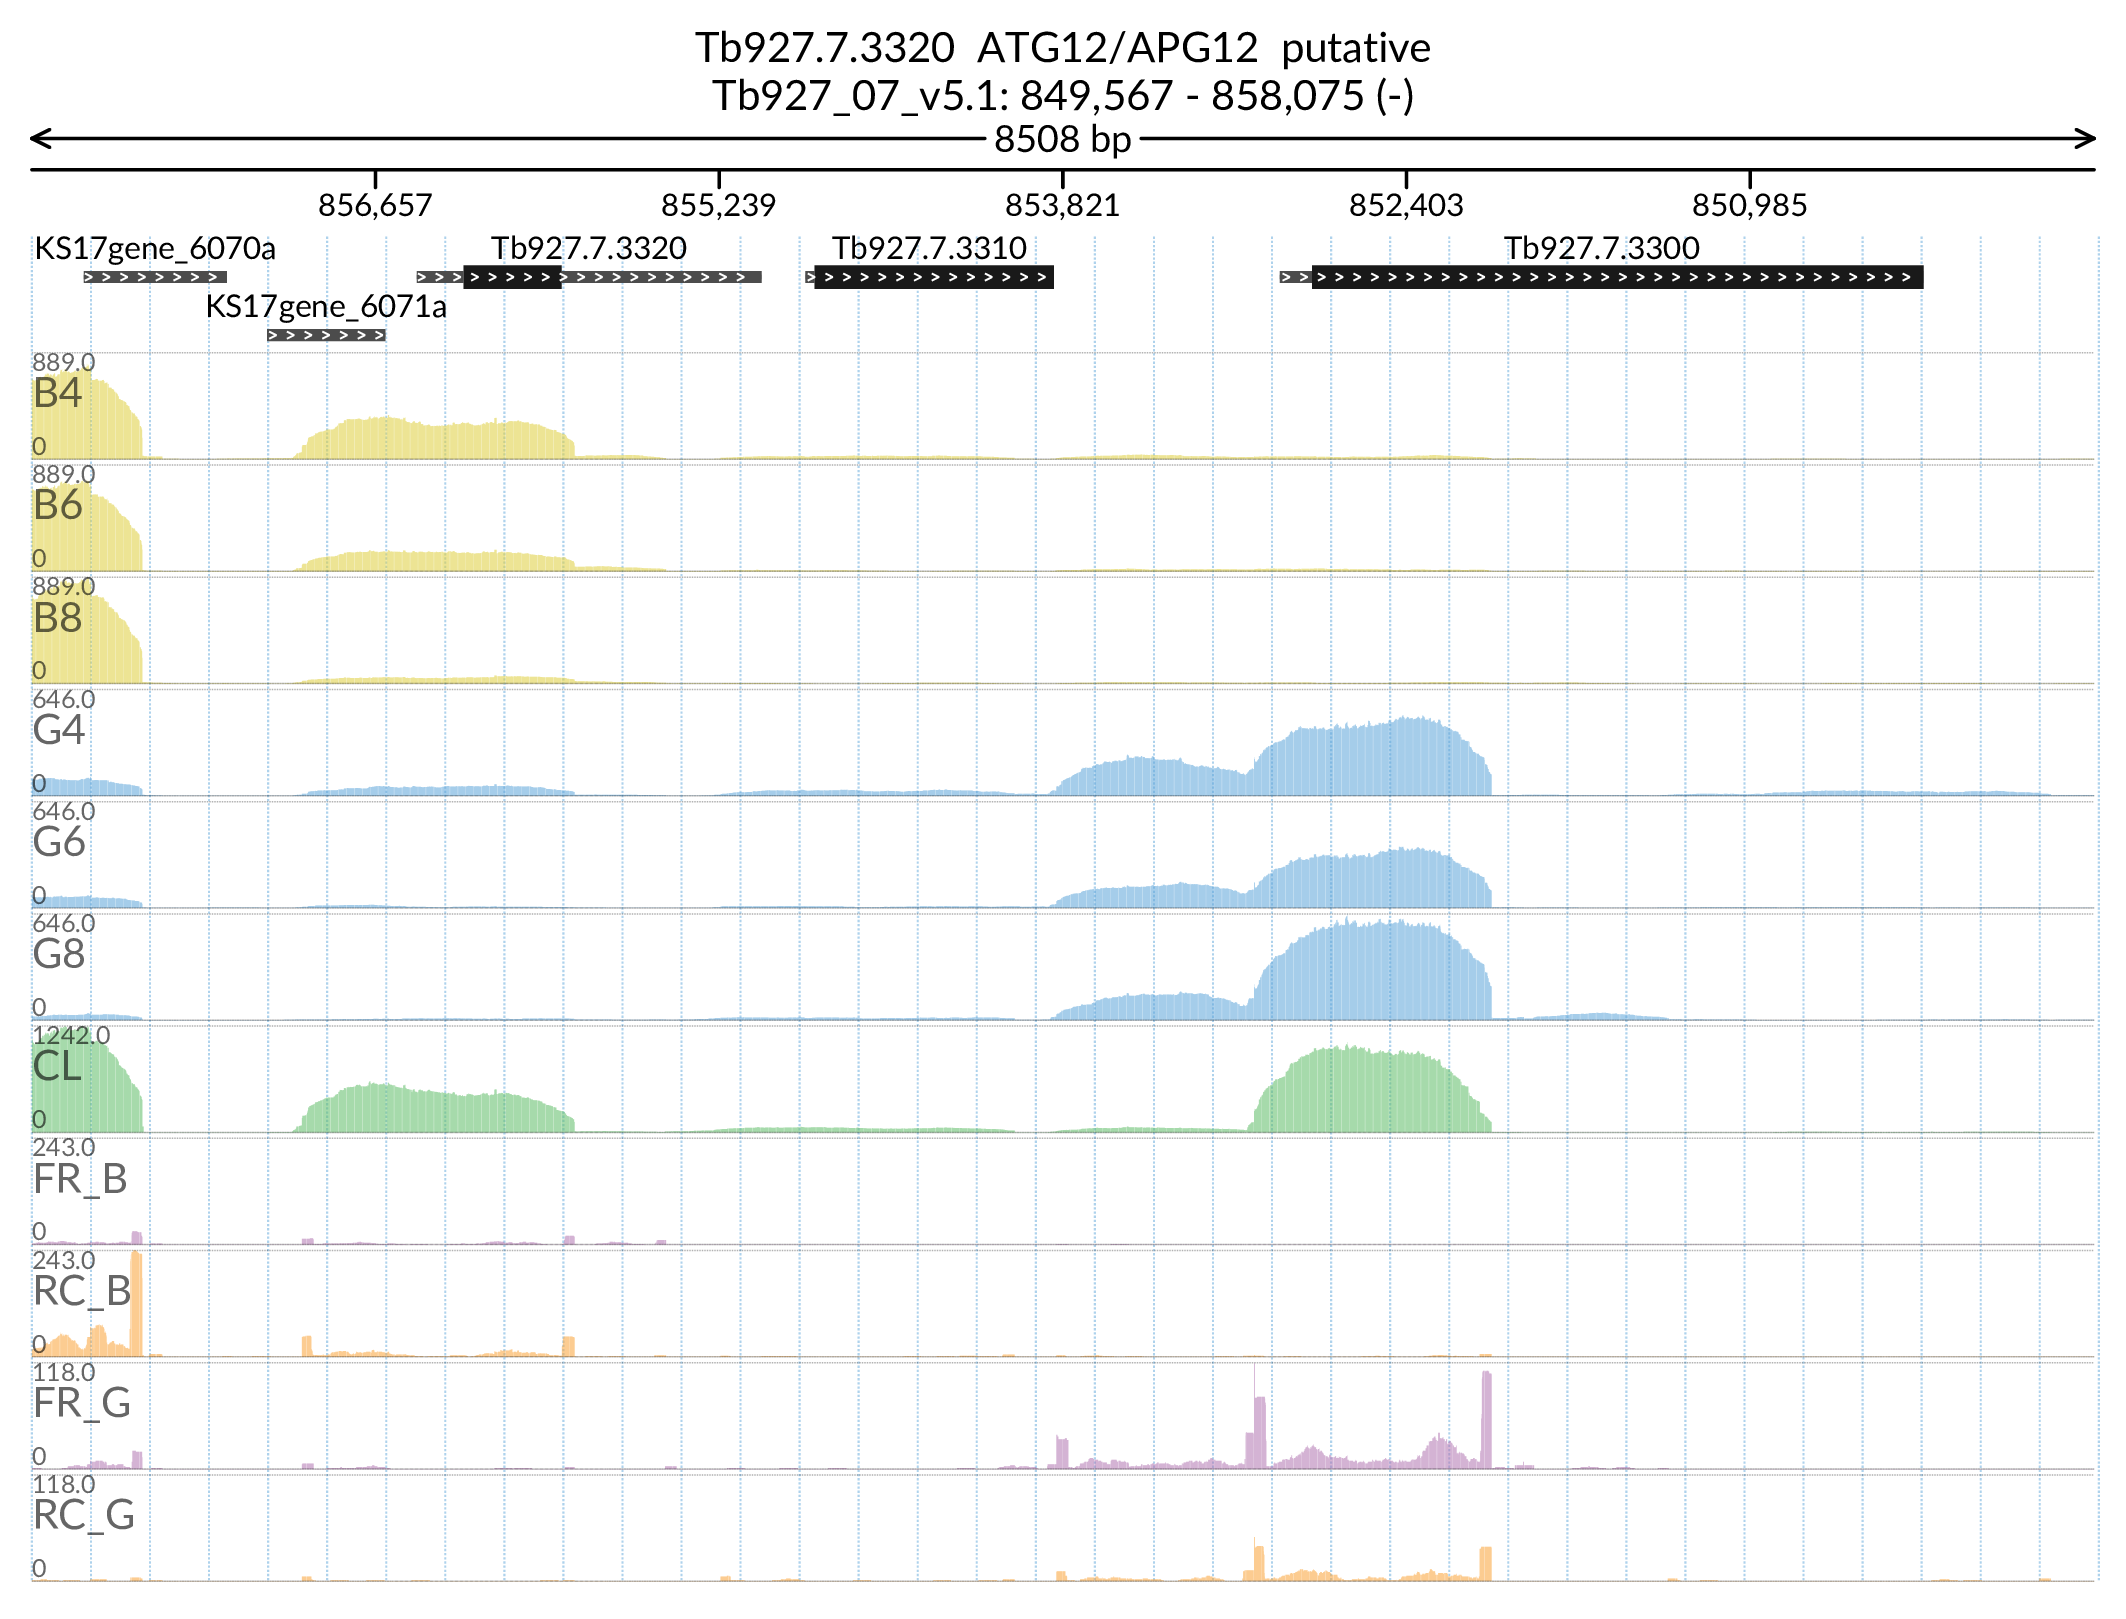 Tb927.7.3320 ATG12/APG12 putative
Tb927_07_v5.1: 849,567 - 858,075 (-)
8508 bp
856,657 855,239 853,821 852,403 850,985
KS17gene_6070a Tb927.7.3320 Tb927.7.3310 Tb927.7.3300
KS17gene_6071a
889.0
B4
0
889.0
B6
0
889.0
B8
0
646.0
G4
0
646.0
G6
0
646.0
G8
0
1242.0
CL
0
243.0
FR_B
0
243.0
RC_B
0
118.0
FR_G
0
118.0
RC_G
0